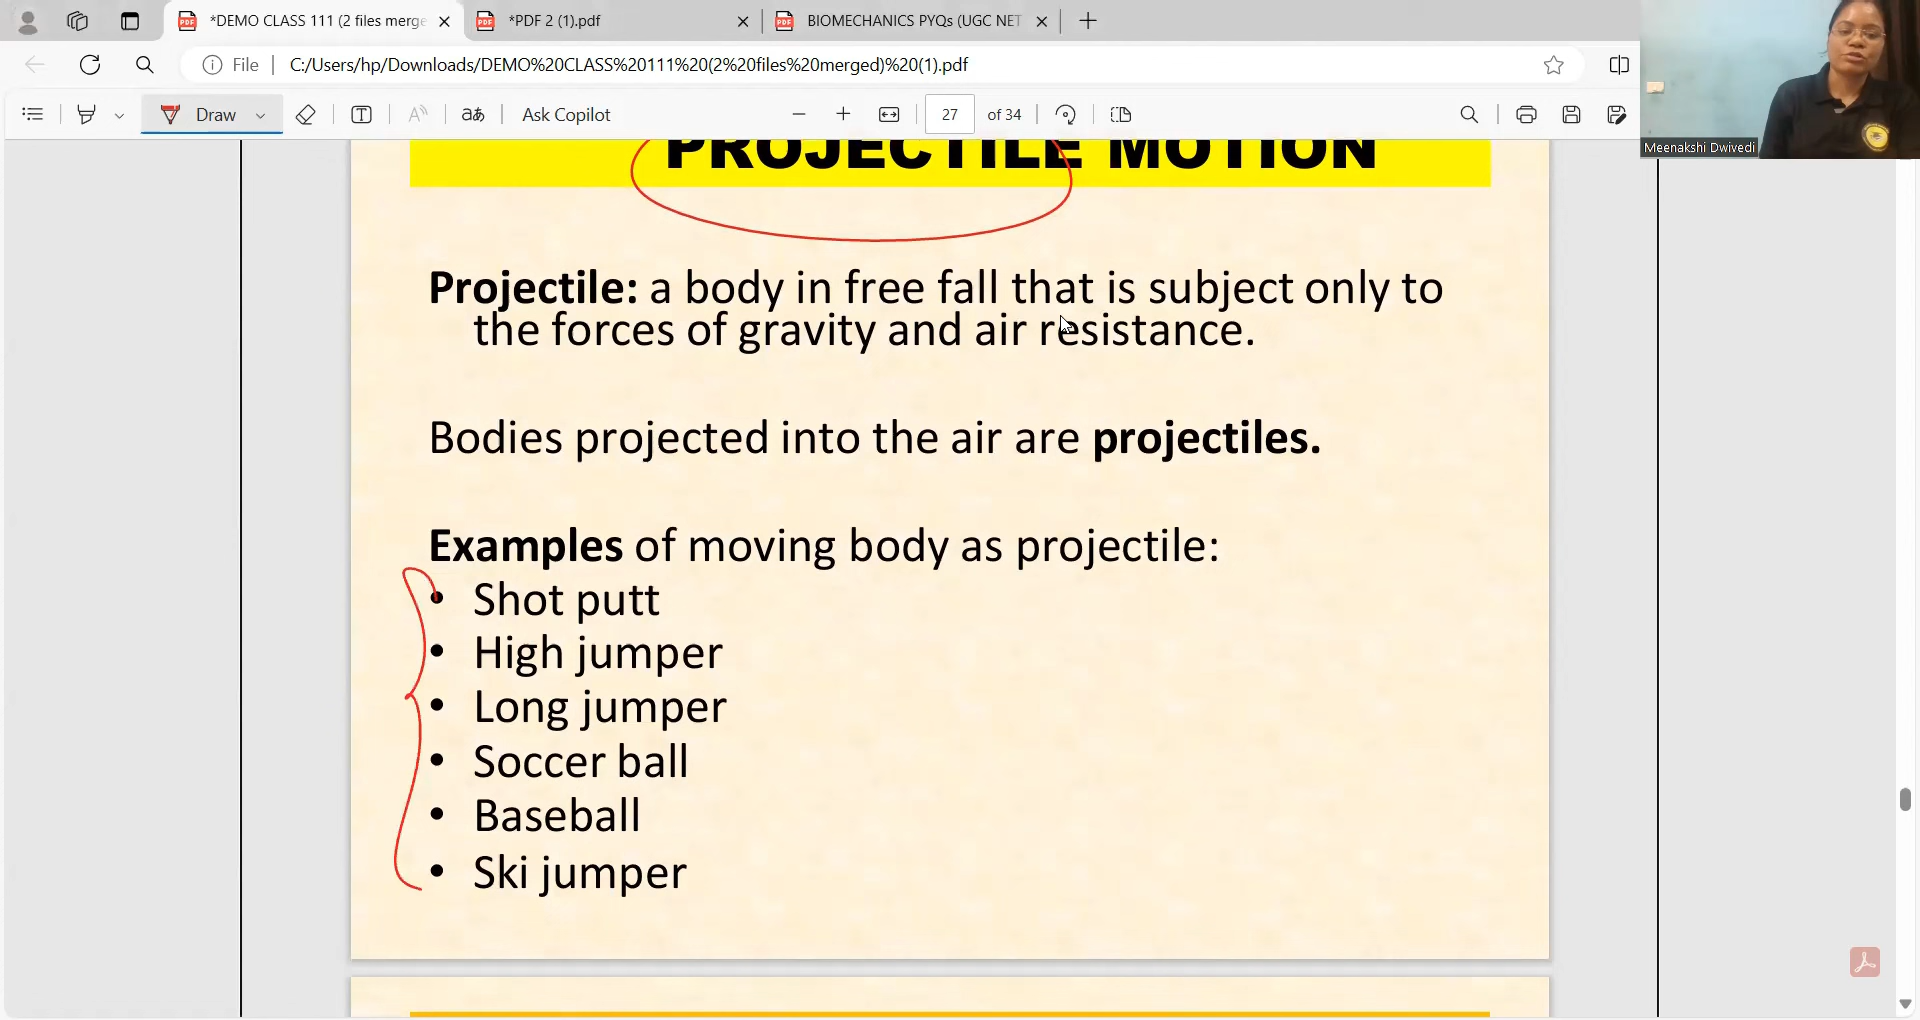 *DEMO CLASS 111 (2 files merge
*PDF 2 (1).pdf
BIOMECHANICS PYQs (UGC NET
File
C:/Users/hp/Downloads/DEMO%20CLASS%20111%20(2%20files%20merged)%20(1).pdf
Draw
Ask Copilot
27 of 34
Meenakshi Dwivedi
PROJECTILE MOTION
Projectile: a body in free fall that is subject only to
the forces of gravity and air resistance.
Bodies projected into the air are projectiles.
Examples of moving body as projectile:
• Shot putt
• High jumper
• Long jumper
• Soccer ball
• Baseball
• Ski jumper